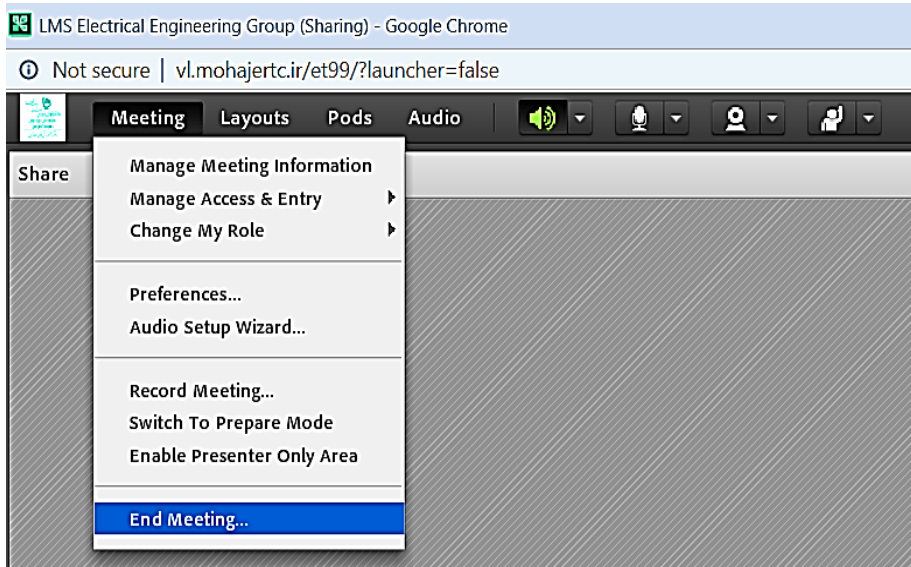 LMS Electrical Engineering Group (Sharing) - Google Chrome
Not secure | vl.mohajertc.ir/et99/?launcher=false
Meeting Layouts Pods Audio
Share
Manage Meeting Information
Manage Access & Entry
Change My Role
Preferences...
Audio Setup Wizard...
Record Meeting...
Switch To Prepare Mode
Enable Presenter Only Area
End Meeting...